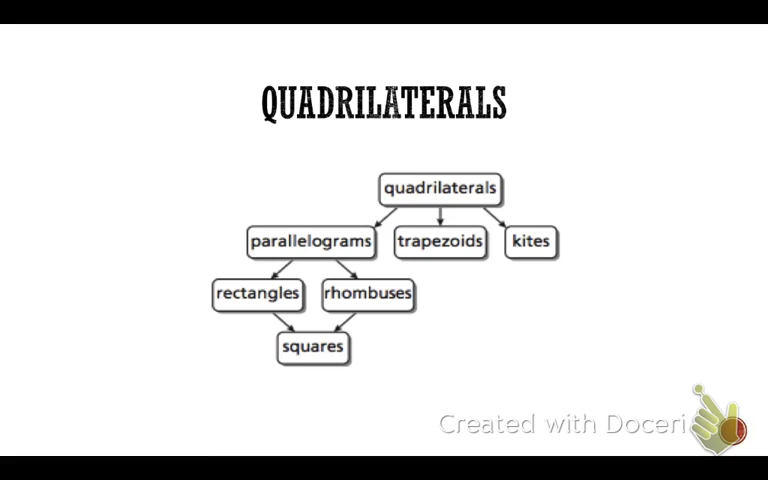 QUADRILATERALS
quadrilaterals
parallelograms trapezoids kites
rectangles rhombuses
squares
Created with Doceri